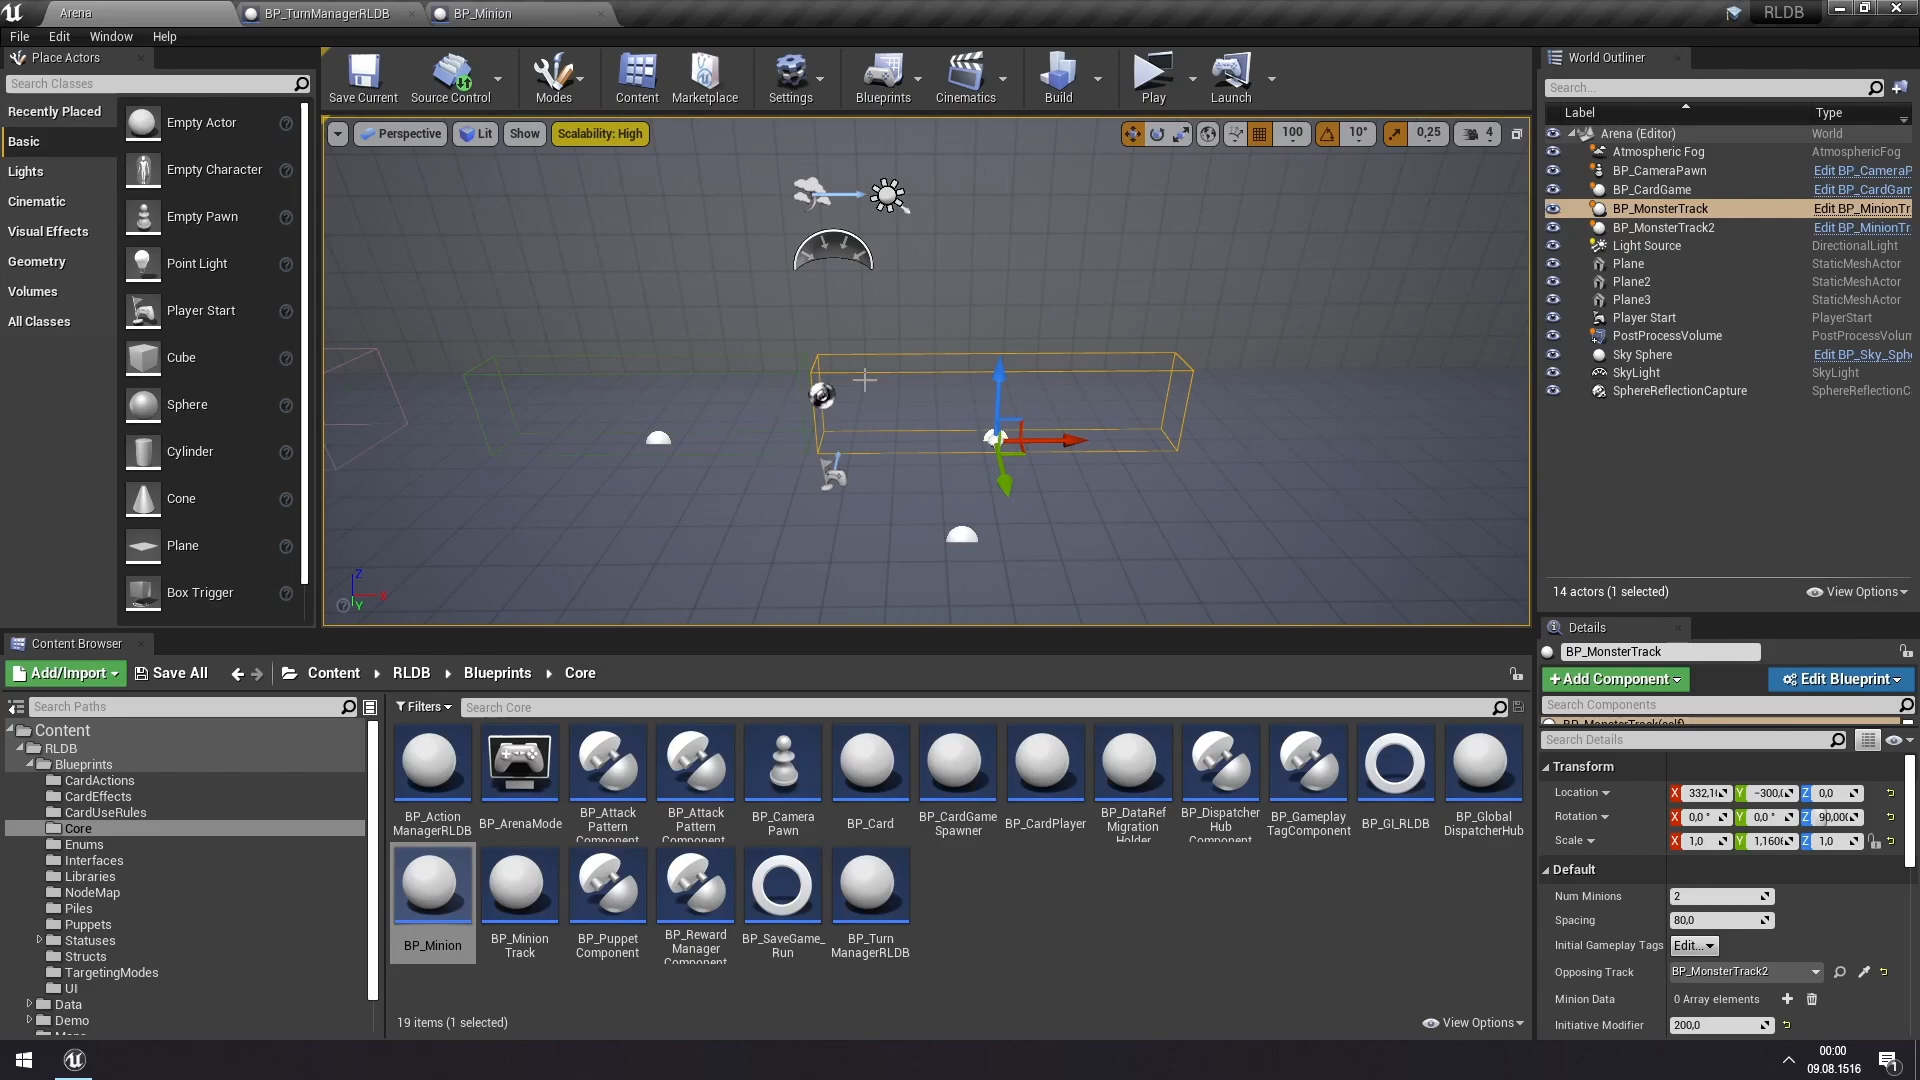 Arena
BP_TurnManagerRLDB
BP_Minion
RLDB
File
Edit
Window
Help
Place Actors
Search Classes
Recently Placed
Basic
Lights
Cinematic
Visual Effects
Geometry
Volumes
All Classes
Empty Actor
Empty Character
Empty Pawn
Point Light
Player Start
Cube
Sphere
Cylinder
Cone
Plane
Box Trigger
Save Current
Source Control
Modes
Content
Marketplace
Settings
Blueprints
Cinematics
Build
Play
Launch
Perspective
Lit
Show
Scalability: High
100
10°
0,25
4
Z
X
Y
World Outliner
Search...
Label
Type
Arena (Editor)
World
Atmospheric Fog
AtmosphericFog
BP_CameraPawn
Edit BP_CameraP
BP_CardGame
Edit BP_CardGam
BP_MonsterTrack
Edit BP_MinionTr
BP_MonsterTrack2
Edit BP_MinionTr
Light Source
DirectionalLight
Plane
StaticMeshActor
Plane2
StaticMeshActor
Plane3
StaticMeshActor
Player Start
PlayerStart
PostProcessVolume
PostProcessVolum
Sky Sphere
Edit BP_Sky_Sph
SkyLight
SkyLight
SphereReflectionCapture
SphereReflectionC
14 actors (1 selected)
View Options
Content Browser
Add/Import
Save All
Content
RLDB
Blueprints
Core
Search Paths
Content
RLDB
Blueprints
CardActions
CardEffects
CardUseRules
Core
Enums
Interfaces
Libraries
NodeMap
Piles
Puppets
Statuses
Structs
TargetingModes
UI
Data
Demo
Filters
Search Core
BP_Action
ManagerRLDB
BP_ArenaMode
BP_Attack
Pattern
Component
BP_Attack
Pattern
Component
BP_Camera
Pawn
BP_Card
BP_CardGame
Spawner
BP_CardPlayer
BP_DataRef
Migration
Holder
BP_Dispatcher
Hub
Component
BP_Gameplay
TagComponent
BP_GI_RLDB
BP_Global
DispatcherHub
BP_Minion
BP_Minion
Track
BP_Puppet
Component
BP_Reward
Manager
Component
BP_SaveGame_
Run
BP_Turn
ManagerRLDB
19 items (1 selected)
View Options
Details
BP_MonsterTrack
Add Component
Edit Blueprint
Search Components
BP_MonsterTrack(self)
Search Details
Transform
Location
X
332,1
Y
-300,
Z
0,0
Rotation
X
0,0 °
Y
0,0 °
Z
90,00
Scale
X
1,0
Y
1,160
Z
1,0
Default
Num Minions
2
Spacing
80,0
Initial Gameplay Tags
Edit...
Opposing Track
BP_MonsterTrack2
Minion Data
0 Array elements
Initiative Modifier
200,0
00:00
09.08.1516
1